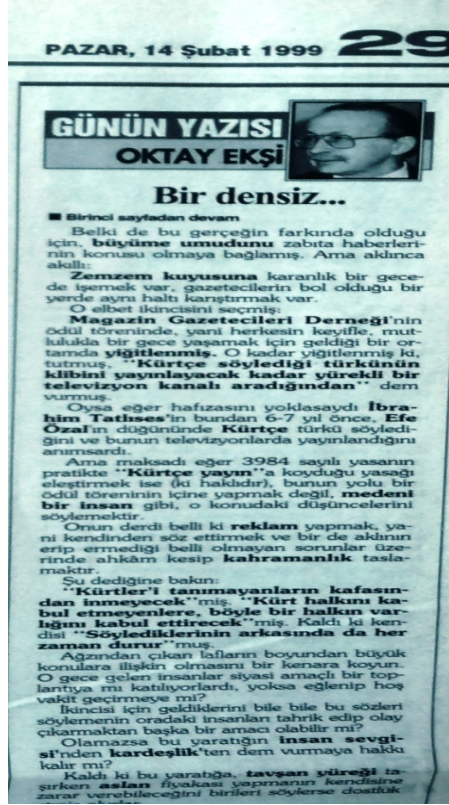 PAZAR, 14 Şubat 1999 29
GÜNÜN YAZISI
OKTAY EKŞİ
Bir densiz...
■ Birinci sayfadan devam
Belki de bu gerçeğin farkında olduğu
için, büyüme umudunu zabıta haberleri-
nin konusu olmaya bağlamış. Ama aklınca
akıllı:
Zemzem kuyusuna karanlık bir gece-
de işemek var, gazetecilerin bol olduğu bir
yerde aynı haltı karıştırmak var.
O elbet ikincisini seçmiş:
Magazin Gazetecileri Derneği'nin
ödül töreninde, yani herkesin keyifle, mut-
lulukla bir gece yaşamak için geldiği bir or-
tamda yiğitlenmiş. O kadar yiğitlenmiş ki,
tutmuş, "Kürtçe söylediği türkünün
klibini yayınlayacak kadar yürekli bir
televizyon kanalı aradığından" dem
vurmuş.
Oysa eğer hafızasını yoklasaydı İbra-
him Tatlıses'in bundan 6-7 yıl önce, Efe
Özal'ın düğününde Kürtçe türkü söyledi-
ğini ve bunun televizyonlarda yayınlandığını
anımsardı.
Ama maksadı eğer 3984 sayılı yasanın
pratikte "Kürtçe yayın"a koyduğu yasağı
eleştirmek ise (ki haklıdır), bunun yolu bir
ödül töreninin içine yapmak değil, medeni
bir insan gibi, o konudaki düşüncelerini
söylemektir.
Onun derdi belli ki reklam yapmak, ya-
ni kendinden söz ettirmek ve bir de aklının
erip ermediği belli olmayan sorunlar üze-
rinde ahkâm kesip kahramanlık tasla-
maktır.
Şu dediğine bakın:
"Kürtler'i tanımayanların kafasın-
dan inmeyecek"miş. "Kürt halkını ka-
bul etmeyenlere, böyle bir halkın var-
lığını kabul ettirecek"miş. Kaldı ki ken-
disi "Söylediklerinin arkasında da her
zaman durur"muş.
Ağzından çıkan lafların boyundan büyük
konulara ilişkin olmasını bir kenara koyun.
O gece gelen insanlar siyasi amaçlı bir top-
lantıya mı katılıyorlardı, yoksa eğlenip hoş
vakit geçirmeye mi?
İkincisi için geldiklerini bile bile bu sözleri
söylemenin oradaki insanları tahrik edip olay
çıkarmaktan başka bir amacı olabilir mi?
Olamazsa bu yaratığın insan sevgi-
si'nden kardeşlik'ten dem vurmaya hakkı
kalır mı?
Kaldı ki bu yaratığa, tavşan yüreği ta-
şırken aslan fiyakası yapmanın kendisine
zarar verebileceğini birileri söylerse dostluk